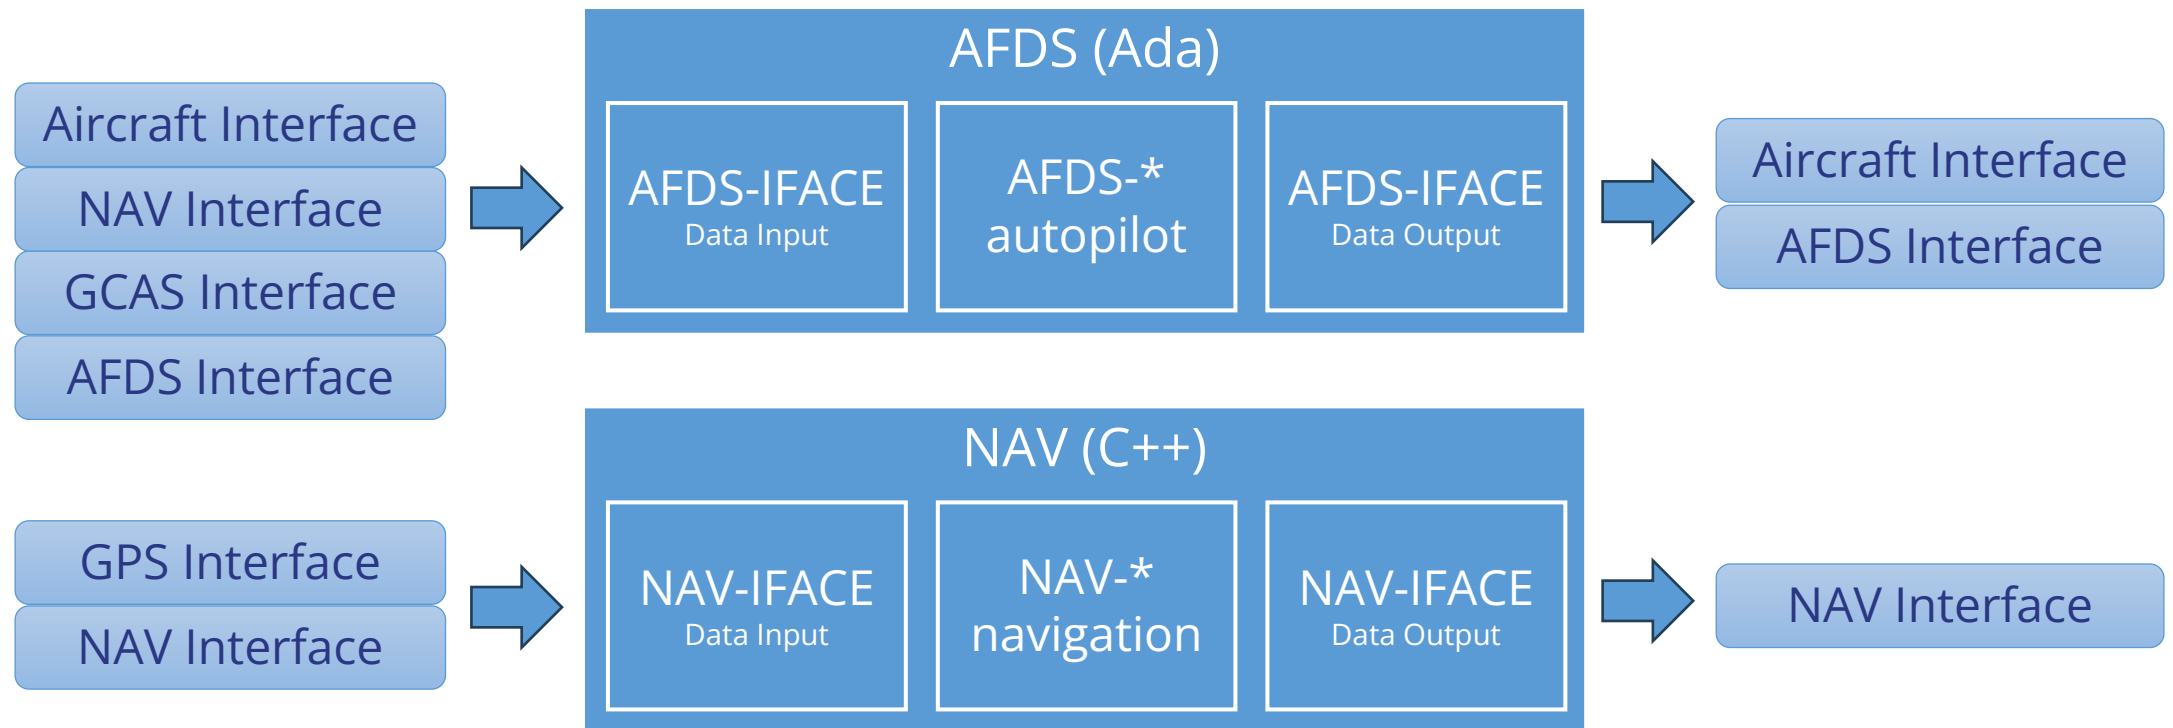 AFDS (Ada)
Aircraft Interface
NAV Interface
GCAS Interface
AFDS Interface
AFDS-IFACE
Data Input
AFDS-*
autopilot
AFDS-IFACE
Data Output
Aircraft Interface
AFDS Interface
NAV (C++)
GPS Interface
NAV Interface
NAV-IFACE
Data Input
NAV-*
navigation
NAV-IFACE
Data Output
NAV Interface